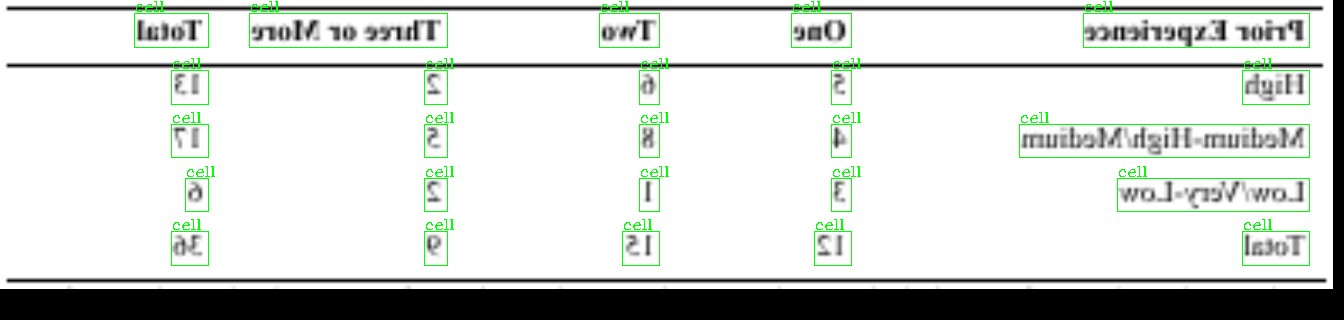 cell cell cell cell cell
Prior Experience One Two Three or More Total
cell cell cell cell cell
High 5 6 2 13
cell cell cell cell cell
Medium-High/Medium 4 8 5 17
cell cell cell cell cell
Low/Very-Low 3 1 2 6
cell cell cell cell cell
Total 12 15 9 36